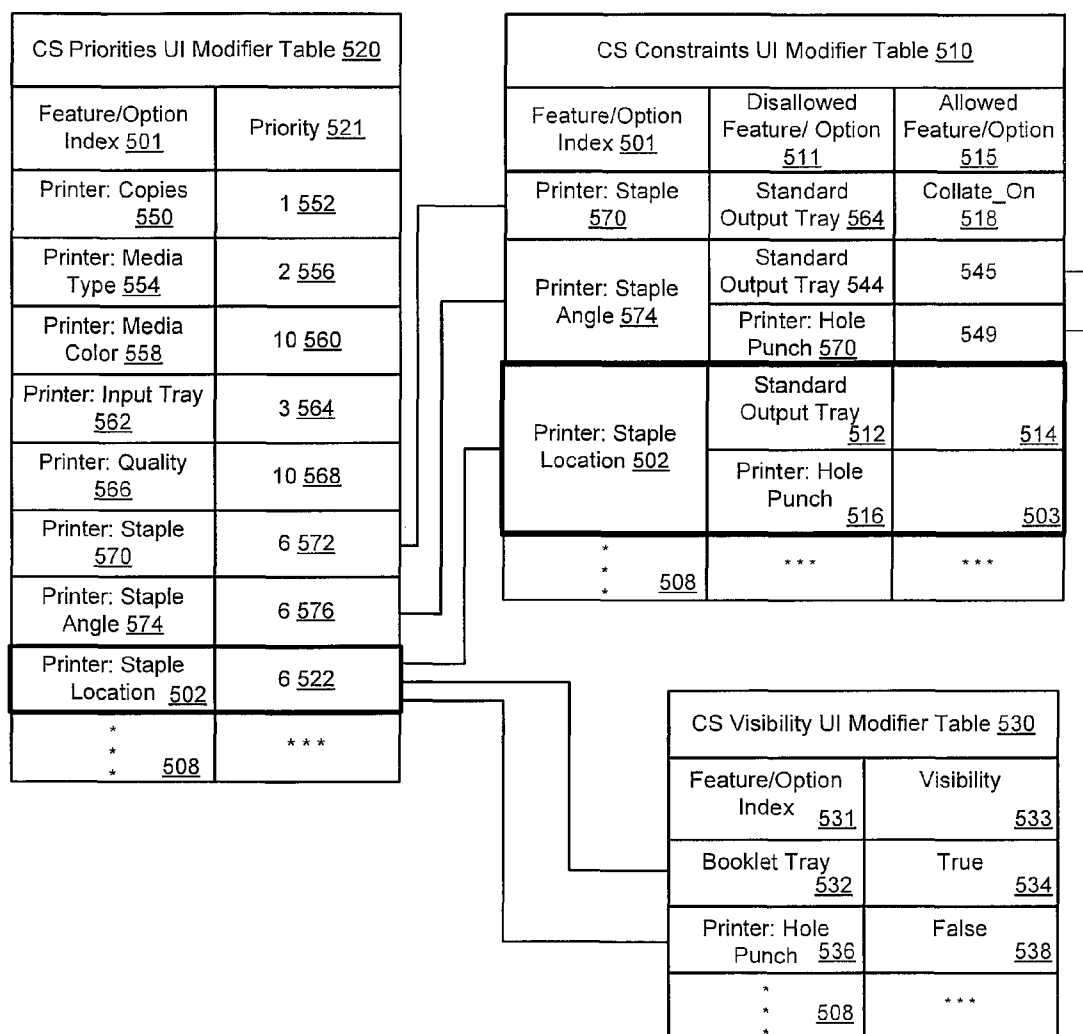 CS Priorities UI Modifier Table 520
Feature/Option
Index 501
Priority 521
Printer: Copies
550
1 552
Printer: Media
Type 554
2 556
Printer: Media
Color 558
10 560
Printer: Input Tray
562
3 564
Printer: Quality
566
10 568
Printer: Staple
570
6 572
Printer: Staple
Angle 574
6 576
Printer: Staple
Location 502
6 522
*
*
* 508
* * *
CS Constraints UI Modifier Table 510
Feature/Option
Index 501
Disallowed
Feature/ Option
511
Allowed
Feature/Option
515
Printer: Staple
570
Standard
Output Tray 564
Collate_On
518
Printer: Staple
Angle 574
Standard
Output Tray 544
545
Printer: Hole
Punch 570
549
Printer: Staple
Location 502
Standard
Output Tray
512
514
Printer: Hole
Punch
516
503
*
*
* 508
* * *
* * *
CS Visibility UI Modifier Table 530
Feature/Option
Index 531
Visibility
533
Booklet Tray
532
True
534
Printer: Hole
Punch 536
False
538
*
*
* 508
* * *